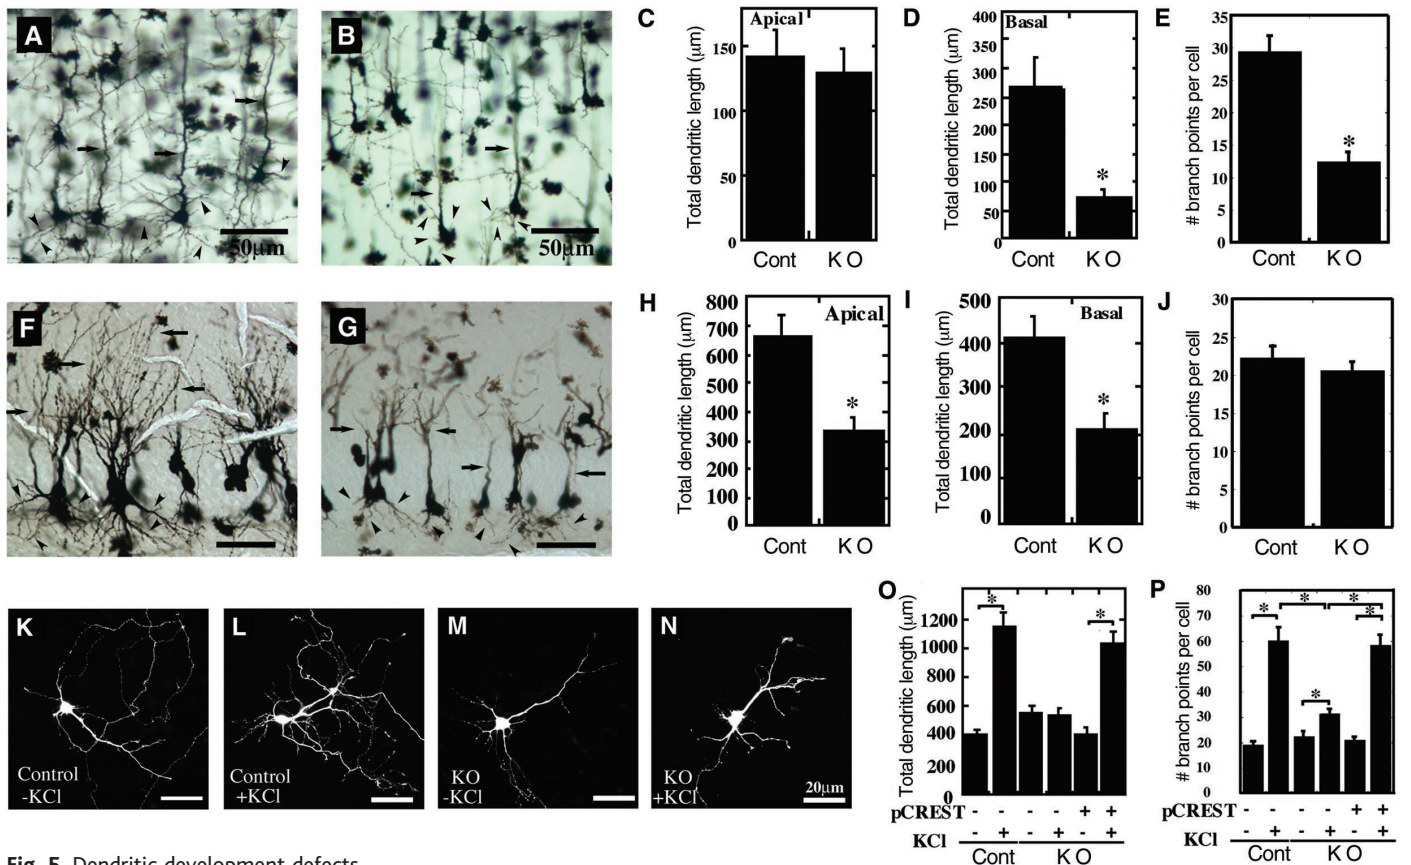 A
50µm
B
50µm
C
Apical
Total dendritic length (µm)
150
100
50
0
Cont KO
D
Basal
Total dendritic length (µm)
400
350
300
250
200
150
100
50
0
Cont KO
E
# branch points per cell
35
30
25
20
15
10
5
0
*
Cont KO
F
G
H
Apical
Total dendritic length (µm)
800
700
600
500
400
300
200
100
0
*
Cont KO
I
Basal
Total dendritic length (µm)
500
400
300
200
100
0
*
Cont KO
J
# branch points per cell
30
25
20
15
10
5
0
Cont KO
K
Control
-KCl
L
Control
+KCl
M
KO
-KCl
N
KO
+KCl
20µm
O
Total dendritic length (µm)
1200
1000
800
600
400
200
0
* *
pCREST - - - - + +
KCl - + - + - +
Cont KO
P
# branch points per cell
80
70
60
50
40
30
20
10
0
* * * * *
pCREST - - - - + +
KCl - + - + - +
Cont KO
Fig. 5. Dendritic development defects